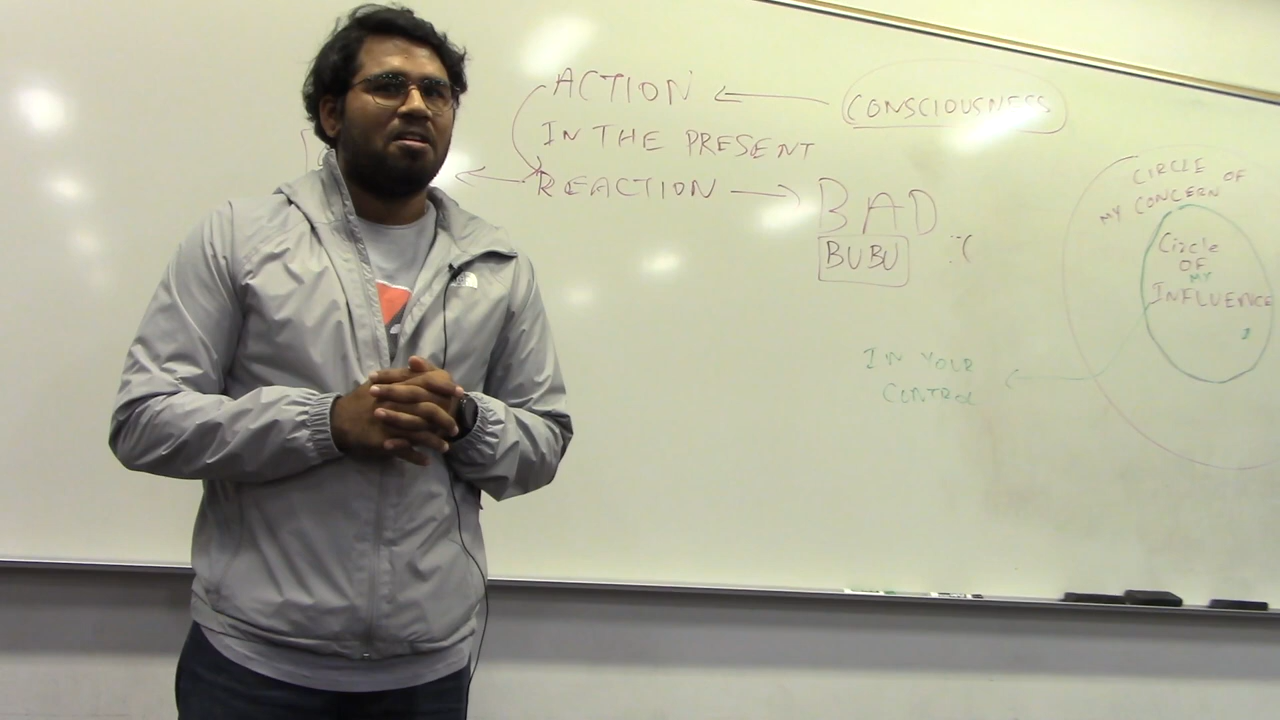 ACTION
IN THE PRESENT
REACTION
CONSCIOUSNESS
BAD
BUBU
:(
CIRCLE OF
MY CONCERN
Circle
OF
MY
INFLUENCE
IN YOUR
CONTROL